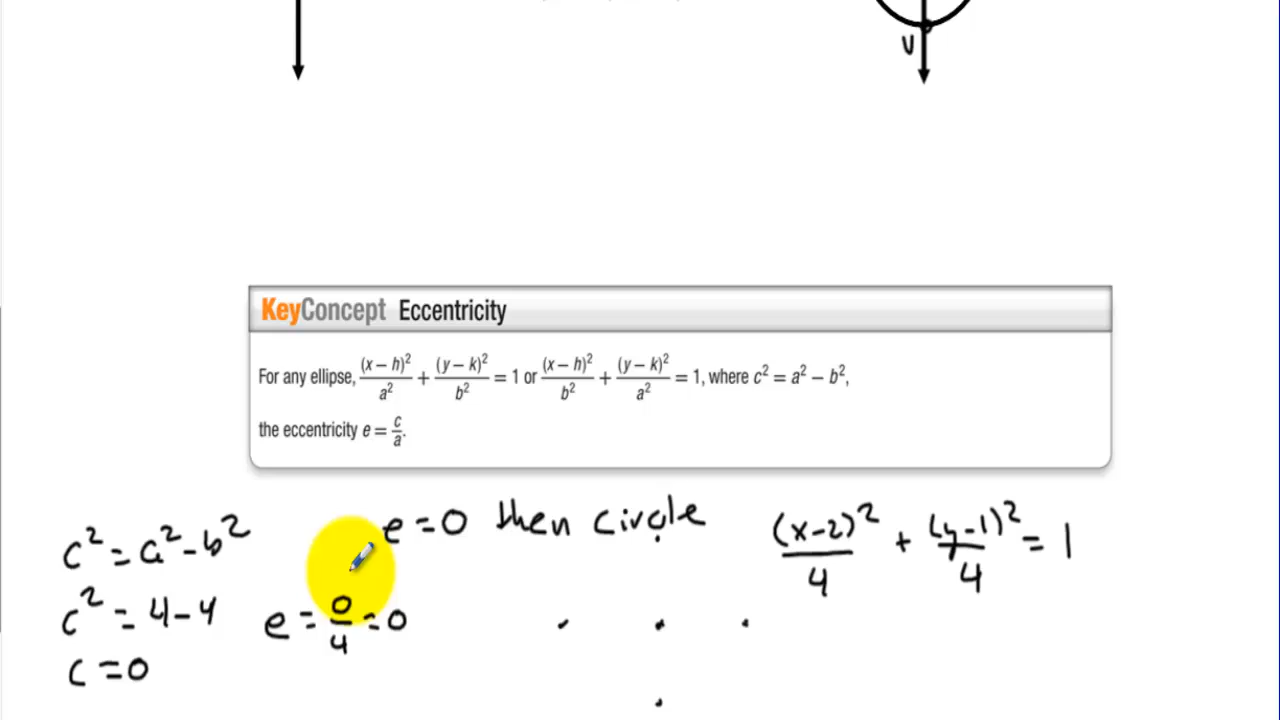 V
KeyConcept Eccentricity
For any ellipse, (x – h)²/a² + (y – k)²/b² = 1 or (x – h)²/b² + (y – k)²/a² = 1, where c² = a² – b²,
the eccentricity e = c/a.
e = 0 then circle
(x-2)²/4 + (y-1)²/4 = 1
c² = a² - b²
c² = 4 - 4
e = 0/4 = 0
c = 0